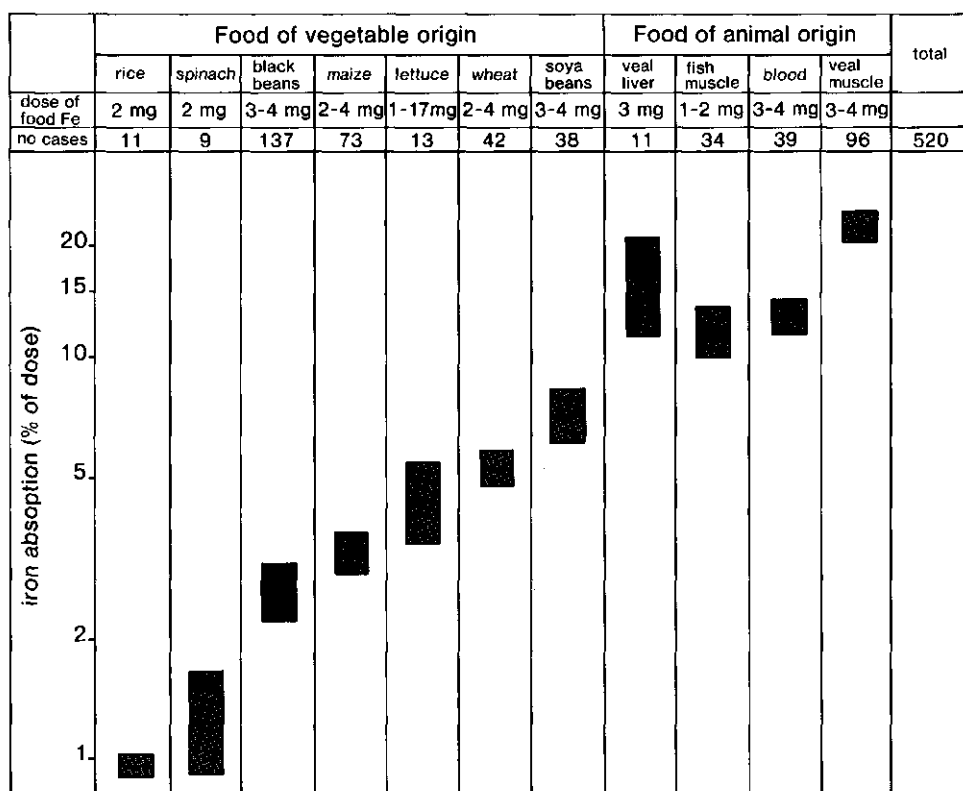 Food of vegetable origin Food of animal origin total
rice spinach black beans maize lettuce wheat soya beans veal liver fish muscle blood veal muscle
dose of food Fe 2 mg 2 mg 3-4 mg 2-4 mg 1-17mg 2-4 mg 3-4 mg 3 mg 1-2 mg 3-4 mg 3-4 mg
no cases 11 9 137 73 13 42 38 11 34 39 96 520
iron absoption (% of dose)
20
15
10
5
2
1